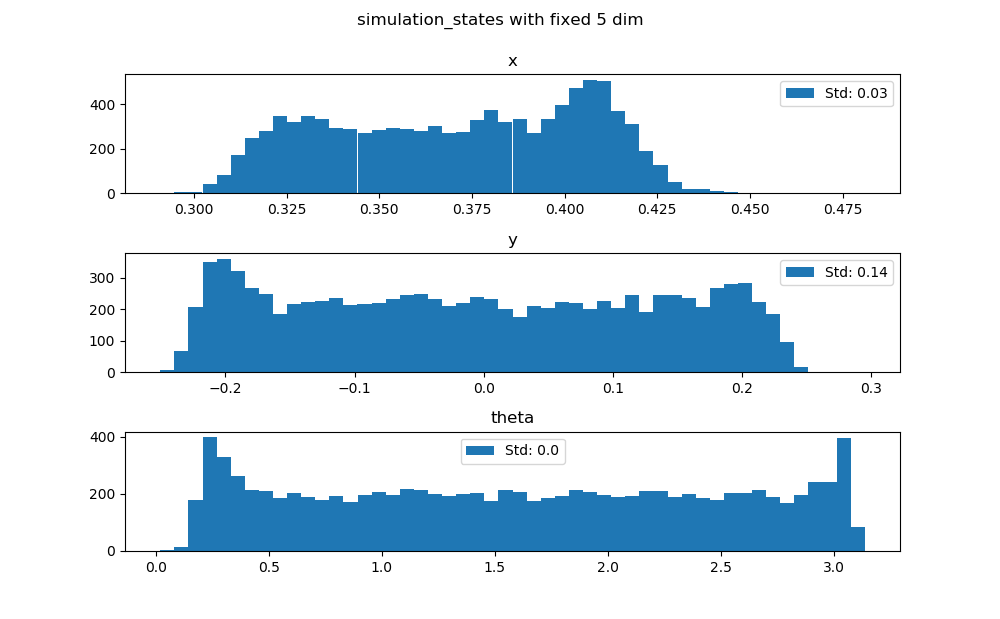 simulation_states with fixed 5 dim
x
Std: 0.03
400
200
0
0.300 0.325 0.350 0.375 0.400 0.425 0.450 0.475
y
Std: 0.14
300
200
100
0
−0.2 −0.1 0.0 0.1 0.2 0.3
theta
Std: 0.0
400
200
0
0.0 0.5 1.0 1.5 2.0 2.5 3.0